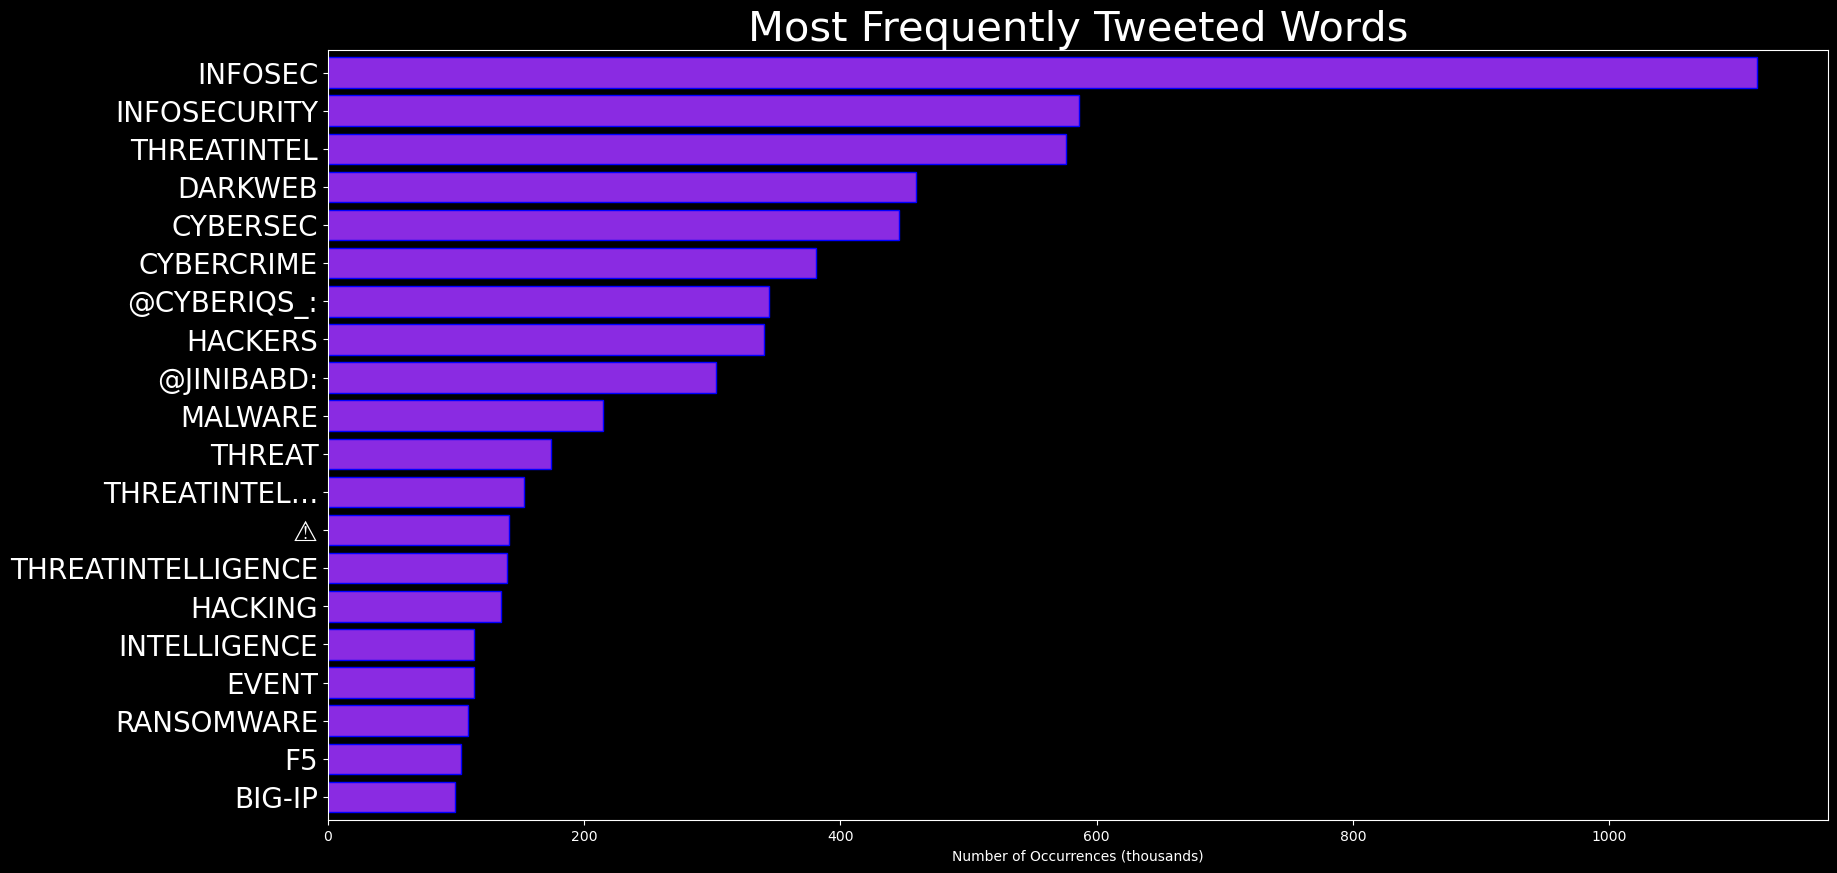 Most Frequently Tweeted Words
INFOSEC
INFOSECURITY
THREATINTEL
DARKWEB
CYBERSEC
CYBERCRIME
@CYBERIQS_:
HACKERS
@JINIBABD:
MALWARE
THREAT
THREATINTEL…
⚠
THREATINTELLIGENCE
HACKING
INTELLIGENCE
EVENT
RANSOMWARE
F5
BIG-IP
0 200 400 600 800 1000
Number of Occurrences (thousands)